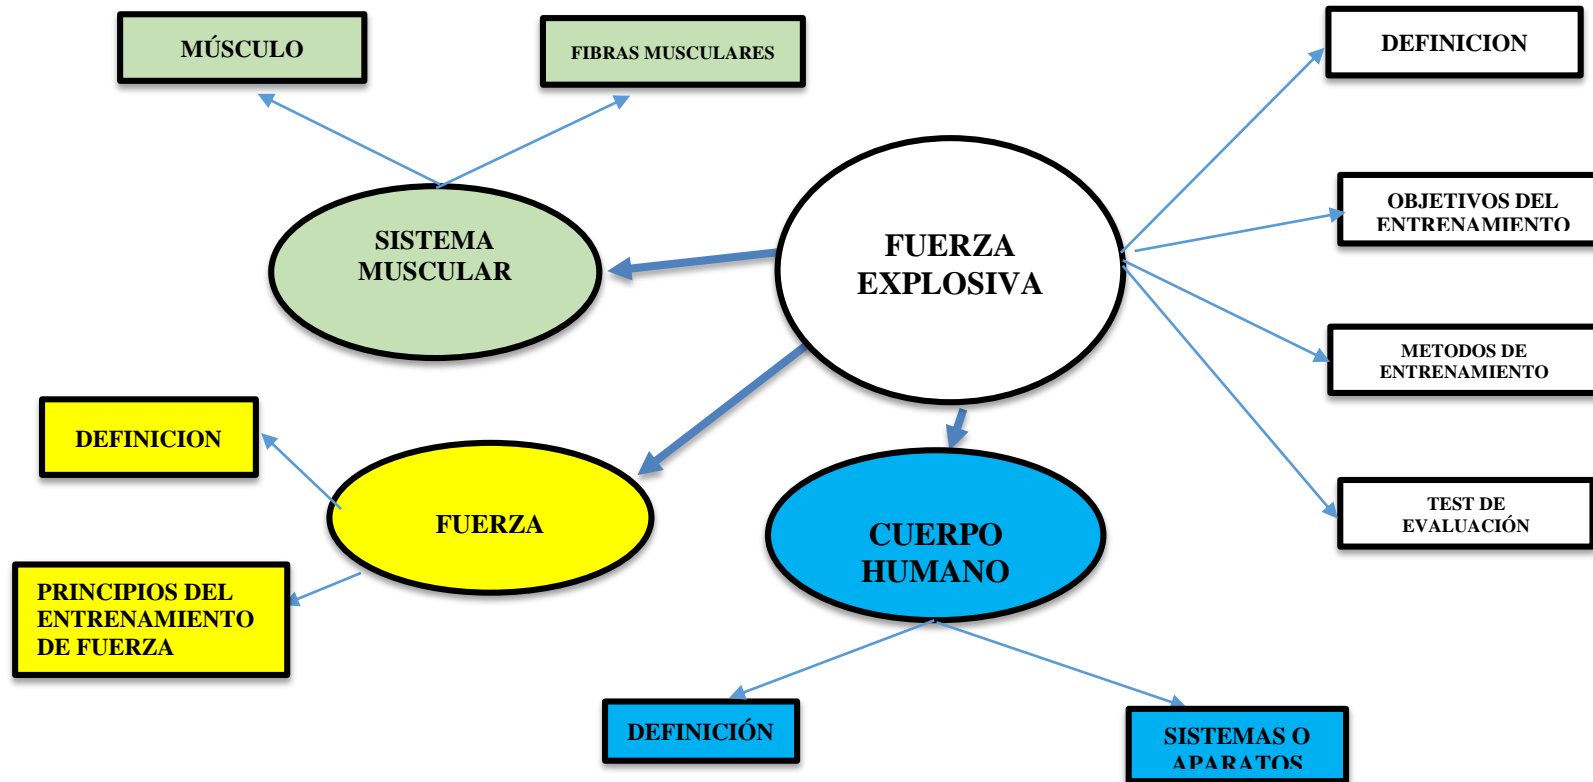 MÚSCULO
FIBRAS MUSCULARES
DEFINICION
SISTEMA
MUSCULAR
FUERZA
EXPLOSIVA
OBJETIVOS DEL
ENTRENAMIENTO
METODOS DE
ENTRENAMIENTO
DEFINICION
FUERZA
CUERPO
HUMANO
TEST DE
EVALUACIÓN
PRINCIPIOS DEL
ENTRENAMIENTO
DE FUERZA
DEFINICIÓN
SISTEMAS O
APARATOS